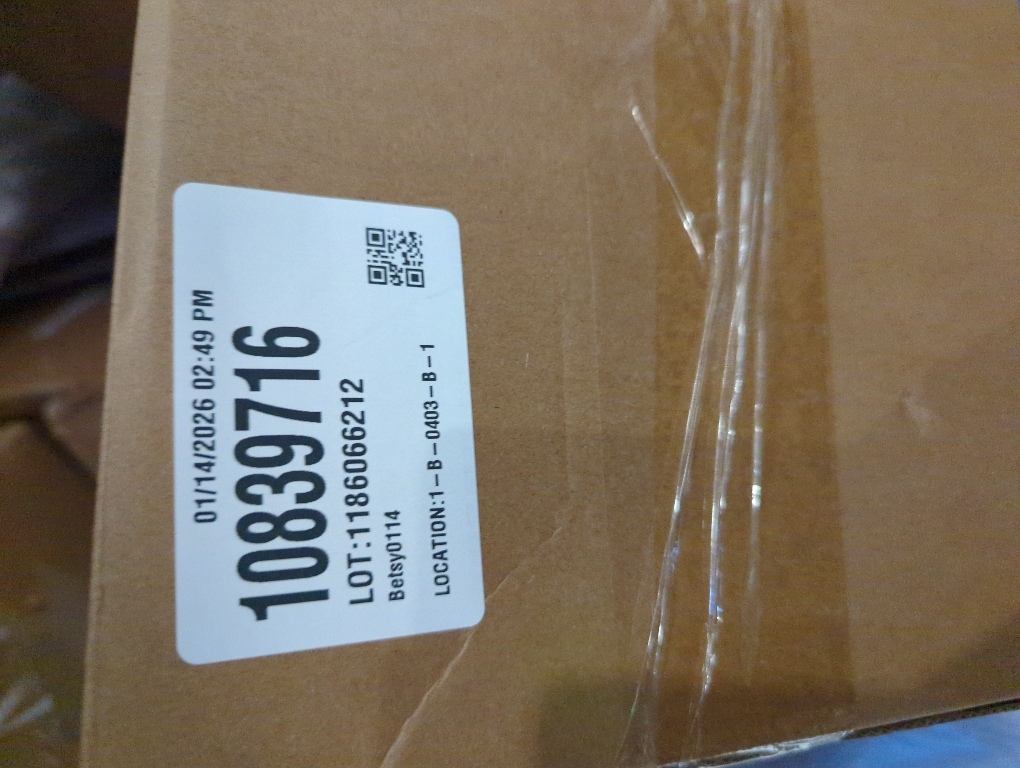 01/14/2026 02:49 PM
10839716
LOT:1186066212
Betsy0114
LOCATION:1-B-0403-B-1